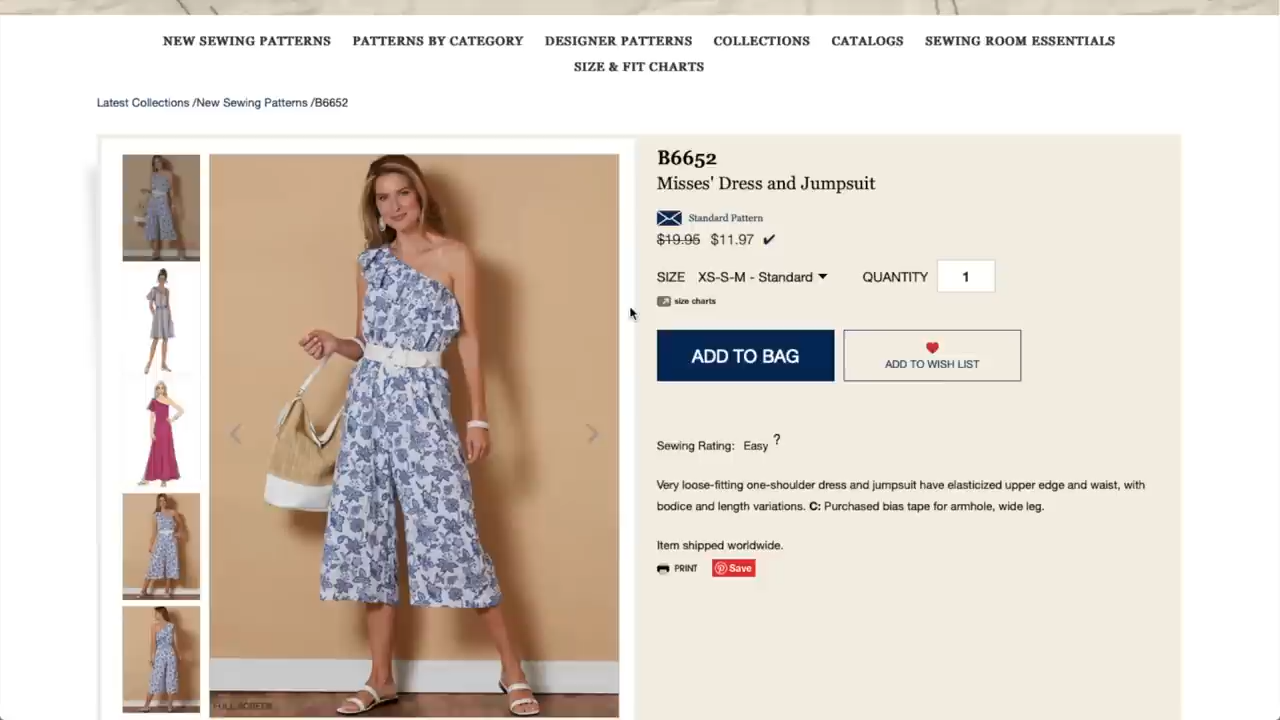 NEW SEWING PATTERNS PATTERNS BY CATEGORY DESIGNER PATTERNS COLLECTIONS CATALOGS SEWING ROOM ESSENTIALS
SIZE & FIT CHARTS
Latest Collections /New Sewing Patterns /B6652
B6652
Misses' Dress and Jumpsuit
Standard Pattern
$19.95 $11.97 ✔
SIZE XS-S-M - Standard QUANTITY 1
size charts
ADD TO BAG
ADD TO WISH LIST
Sewing Rating: Easy ?
Very loose-fitting one-shoulder dress and jumpsuit have elasticized upper edge and waist, with
bodice and length variations. C: Purchased bias tape for armhole, wide leg.
Item shipped worldwide.
PRINT Save
FULL SCREEN